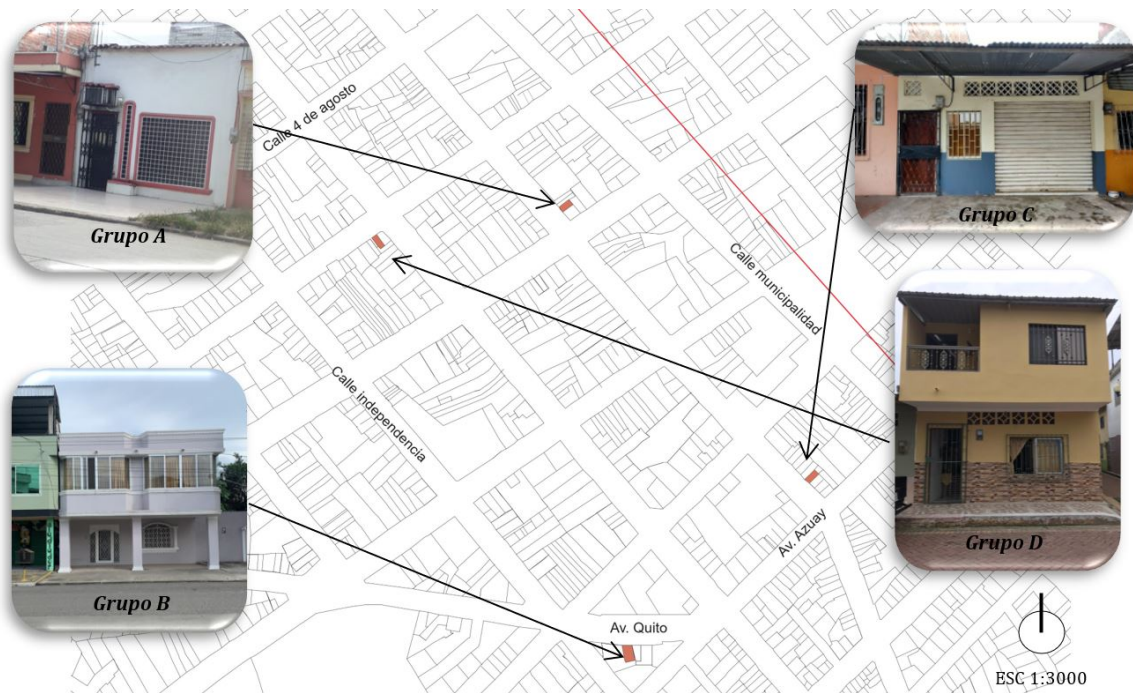 Calle 4 de agosto
Grupo A
Grupo C
Calle municipalidad
Calle independencia
Grupo B
Av. Azuay
Grupo D
Av. Quito
ESC 1:3000